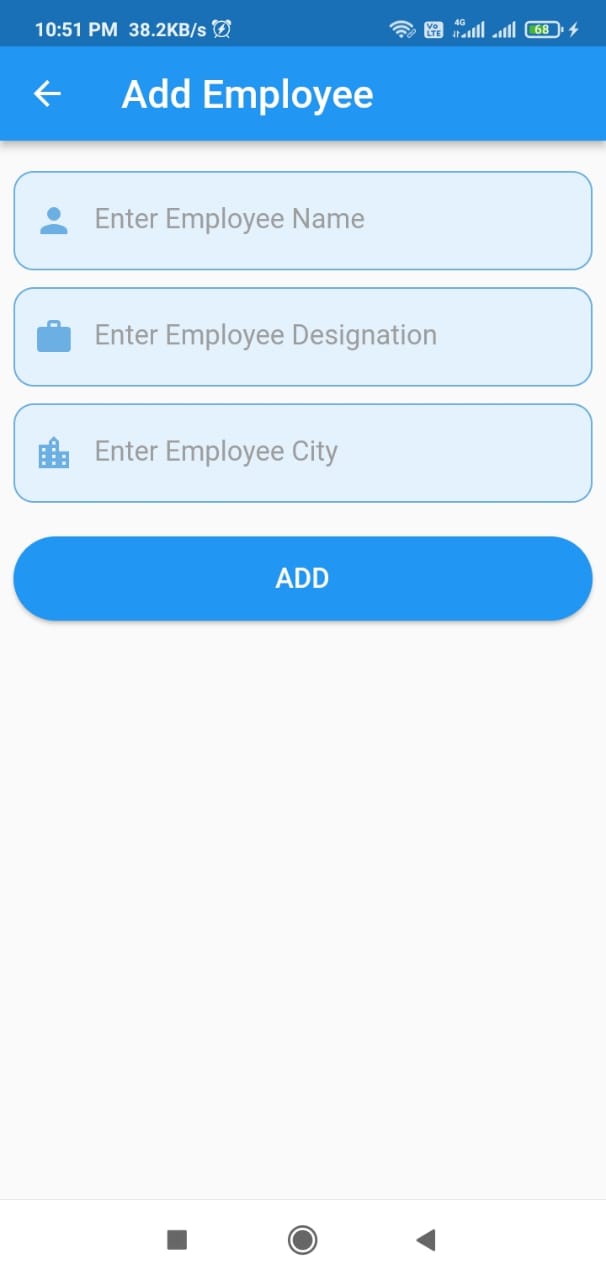 10:51 PM 38.2KB/s Vo LTE 4G 68
Add Employee
Enter Employee Name
Enter Employee Designation
Enter Employee City
ADD